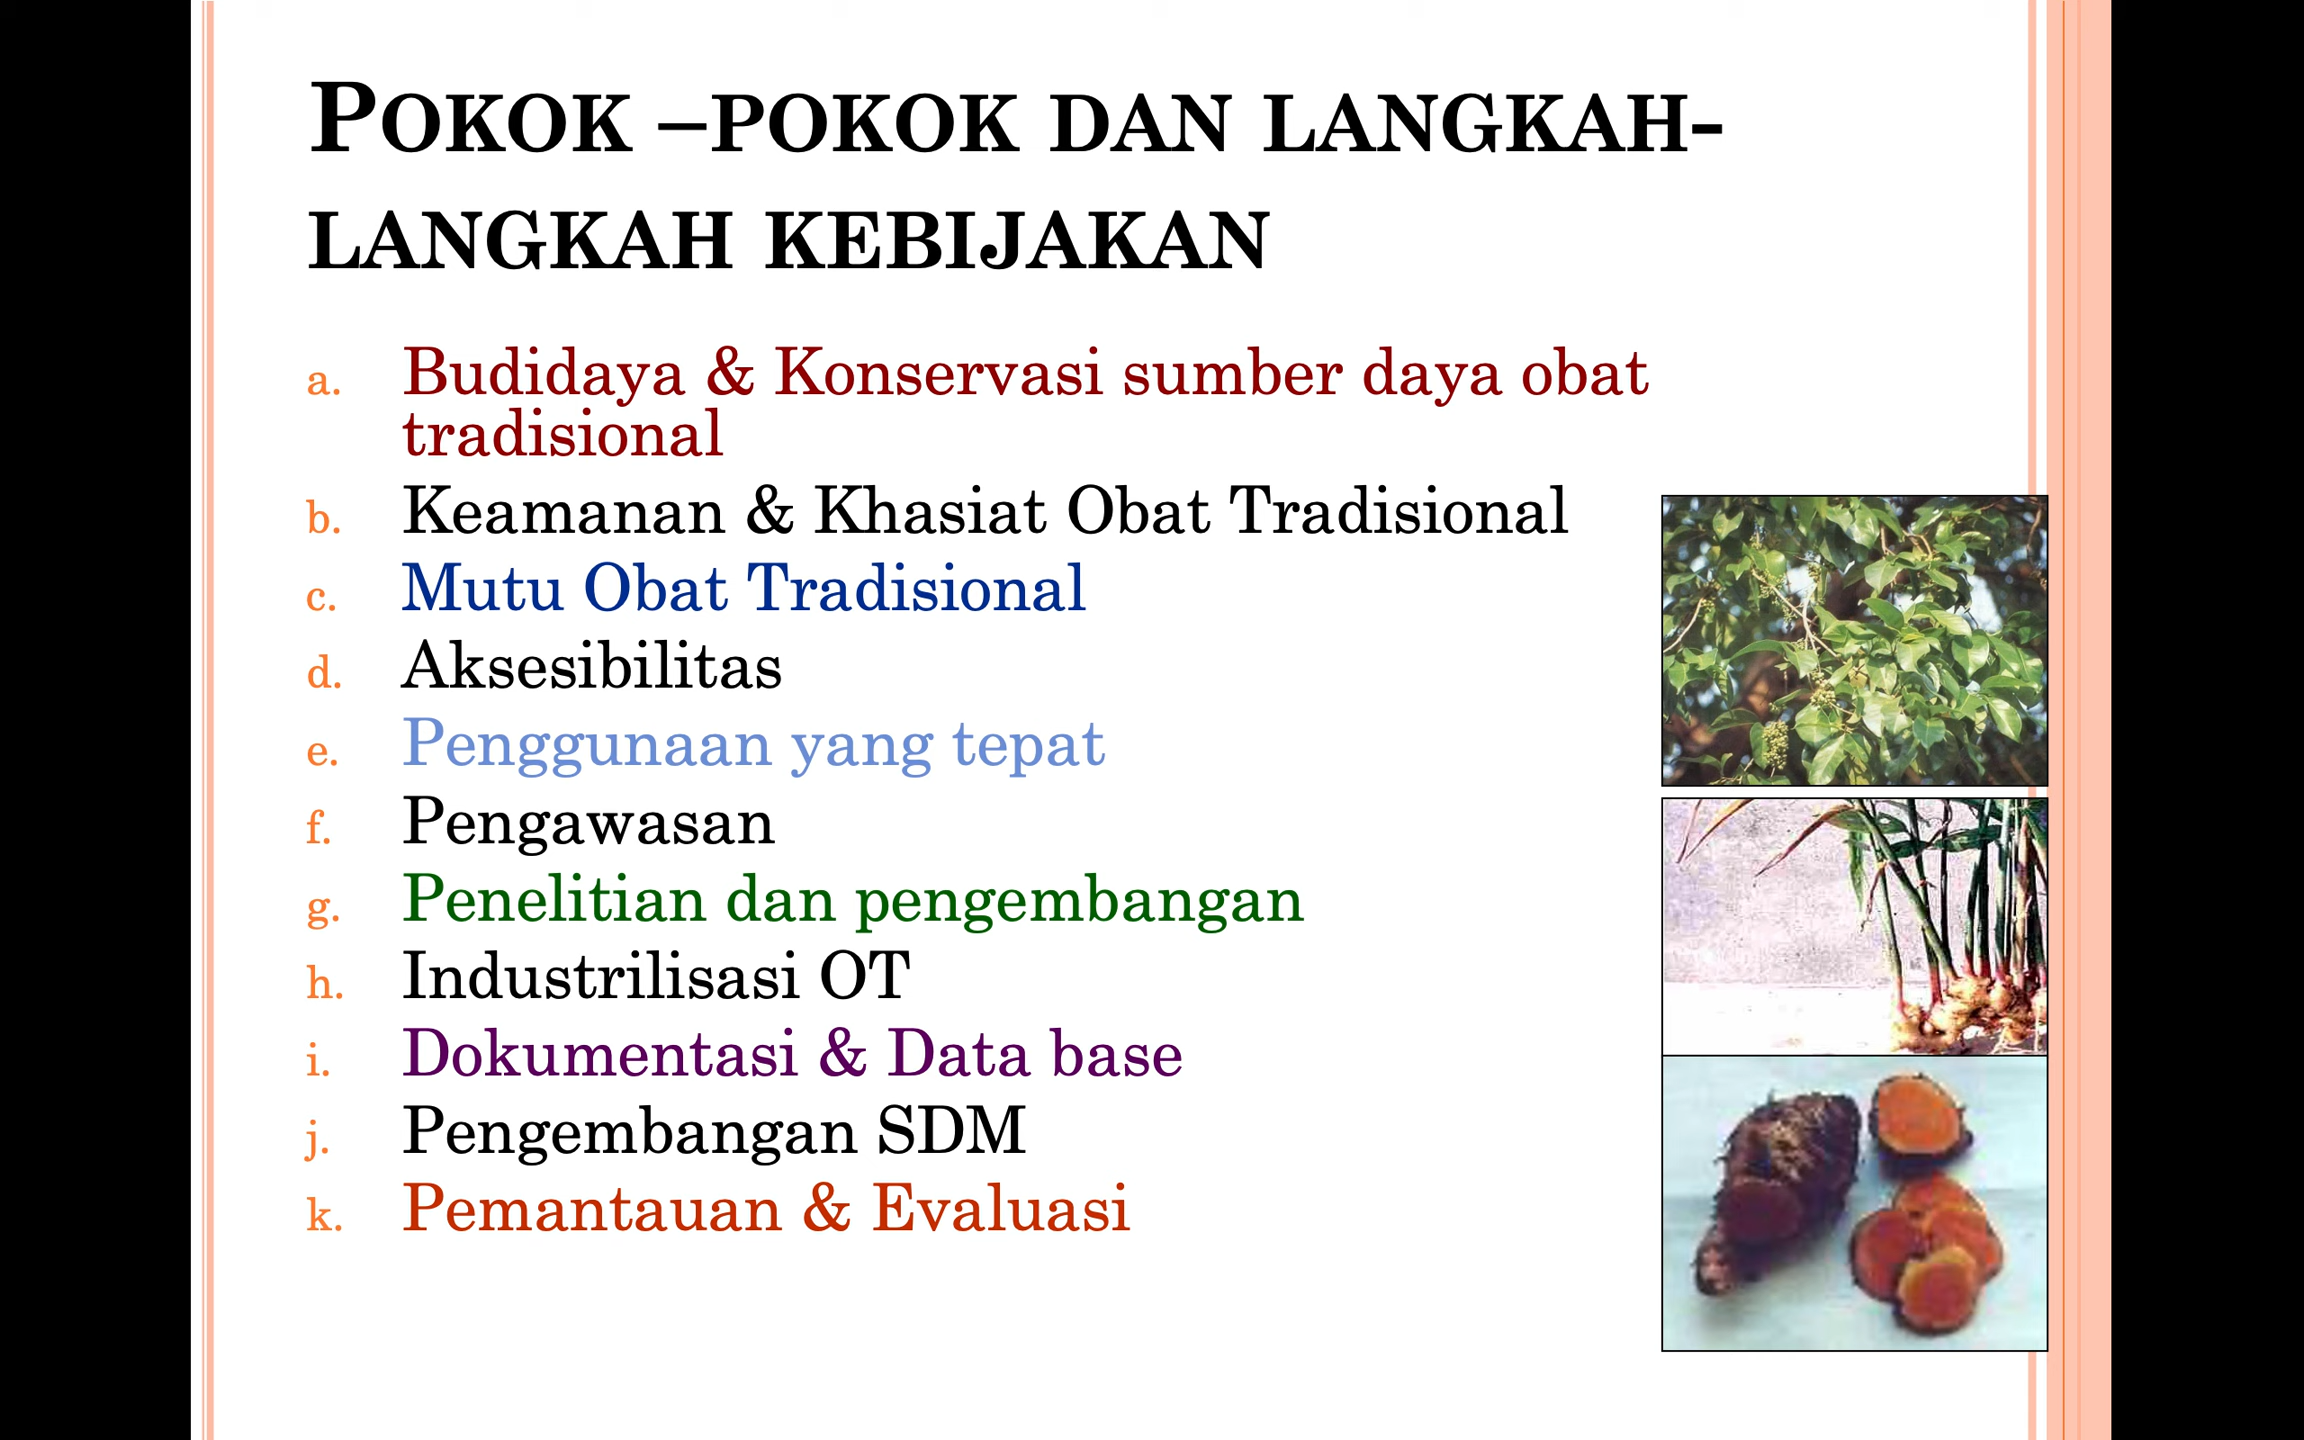 POKOK –POKOK DAN LANGKAH-
LANGKAH KEBIJAKAN
a. Budidaya & Konservasi sumber daya obat
tradisional
b. Keamanan & Khasiat Obat Tradisional
c. Mutu Obat Tradisional
d. Aksesibilitas
e. Penggunaan yang tepat
f. Pengawasan
g. Penelitian dan pengembangan
h. Industrilisasi OT
i. Dokumentasi & Data base
j. Pengembangan SDM
k. Pemantauan & Evaluasi